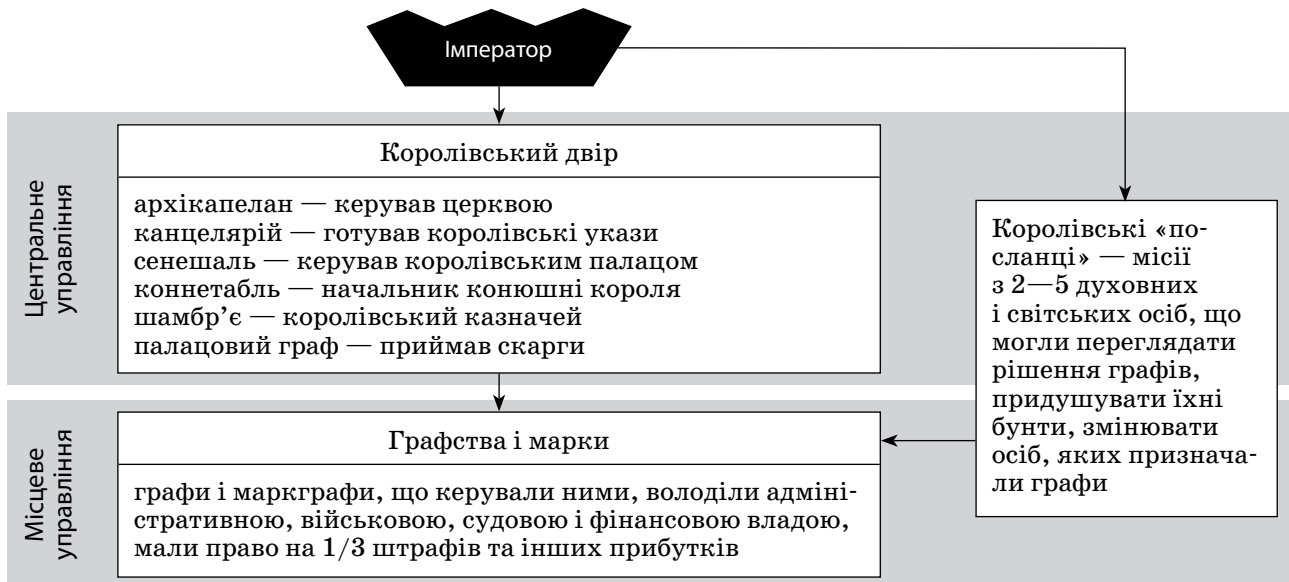 Імператор
Центральне
управління
Королівський двір
архікапелан — керував церквою
канцелярій — готував королівські укази
сенешаль — керував королівським палацом
коннетабль — начальник конюшні короля
шамбр’є — королівський казначей
палацовий граф — приймав скарги
Королівські «по-
сланці» — місії
з 2—5 духовних
і світських осіб, що
могли переглядати
рішення графів,
придушувати їхні
бунти, змінювати
осіб, яких признача-
ли графи
Місцеве
управління
Графства і марки
графи і маркграфи, що керували ними, володіли адміні-
стративною, військовою, судовою і фінансовою владою,
мали право на 1/3 штрафів та інших прибутків